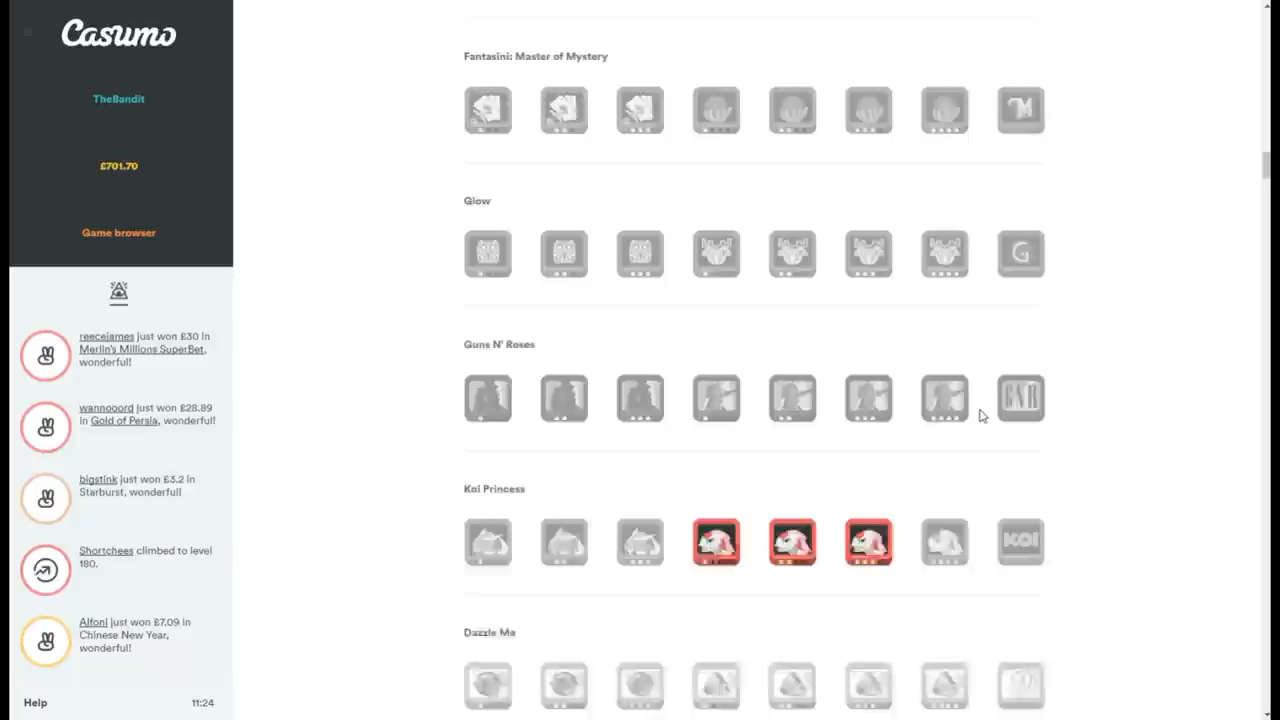 Casumo
TheBandit
£701.70
Game browser
reecejames just won £30 in
Merlin's Millions SuperBet,
wonderful!
wannooord just won £28.89
in Gold of Persia, wonderful!
bigstink just won £3.2 in
Starburst, wonderful!
Shortchees climbed to level
180.
Alfoni just won £7.09 in
Chinese New Year,
wonderful!
Help
11:24
Fantasini: Master of Mystery
M
Glow
G
Guns N' Roses
GNR
Koi Princess
KOI
Dazzle Me